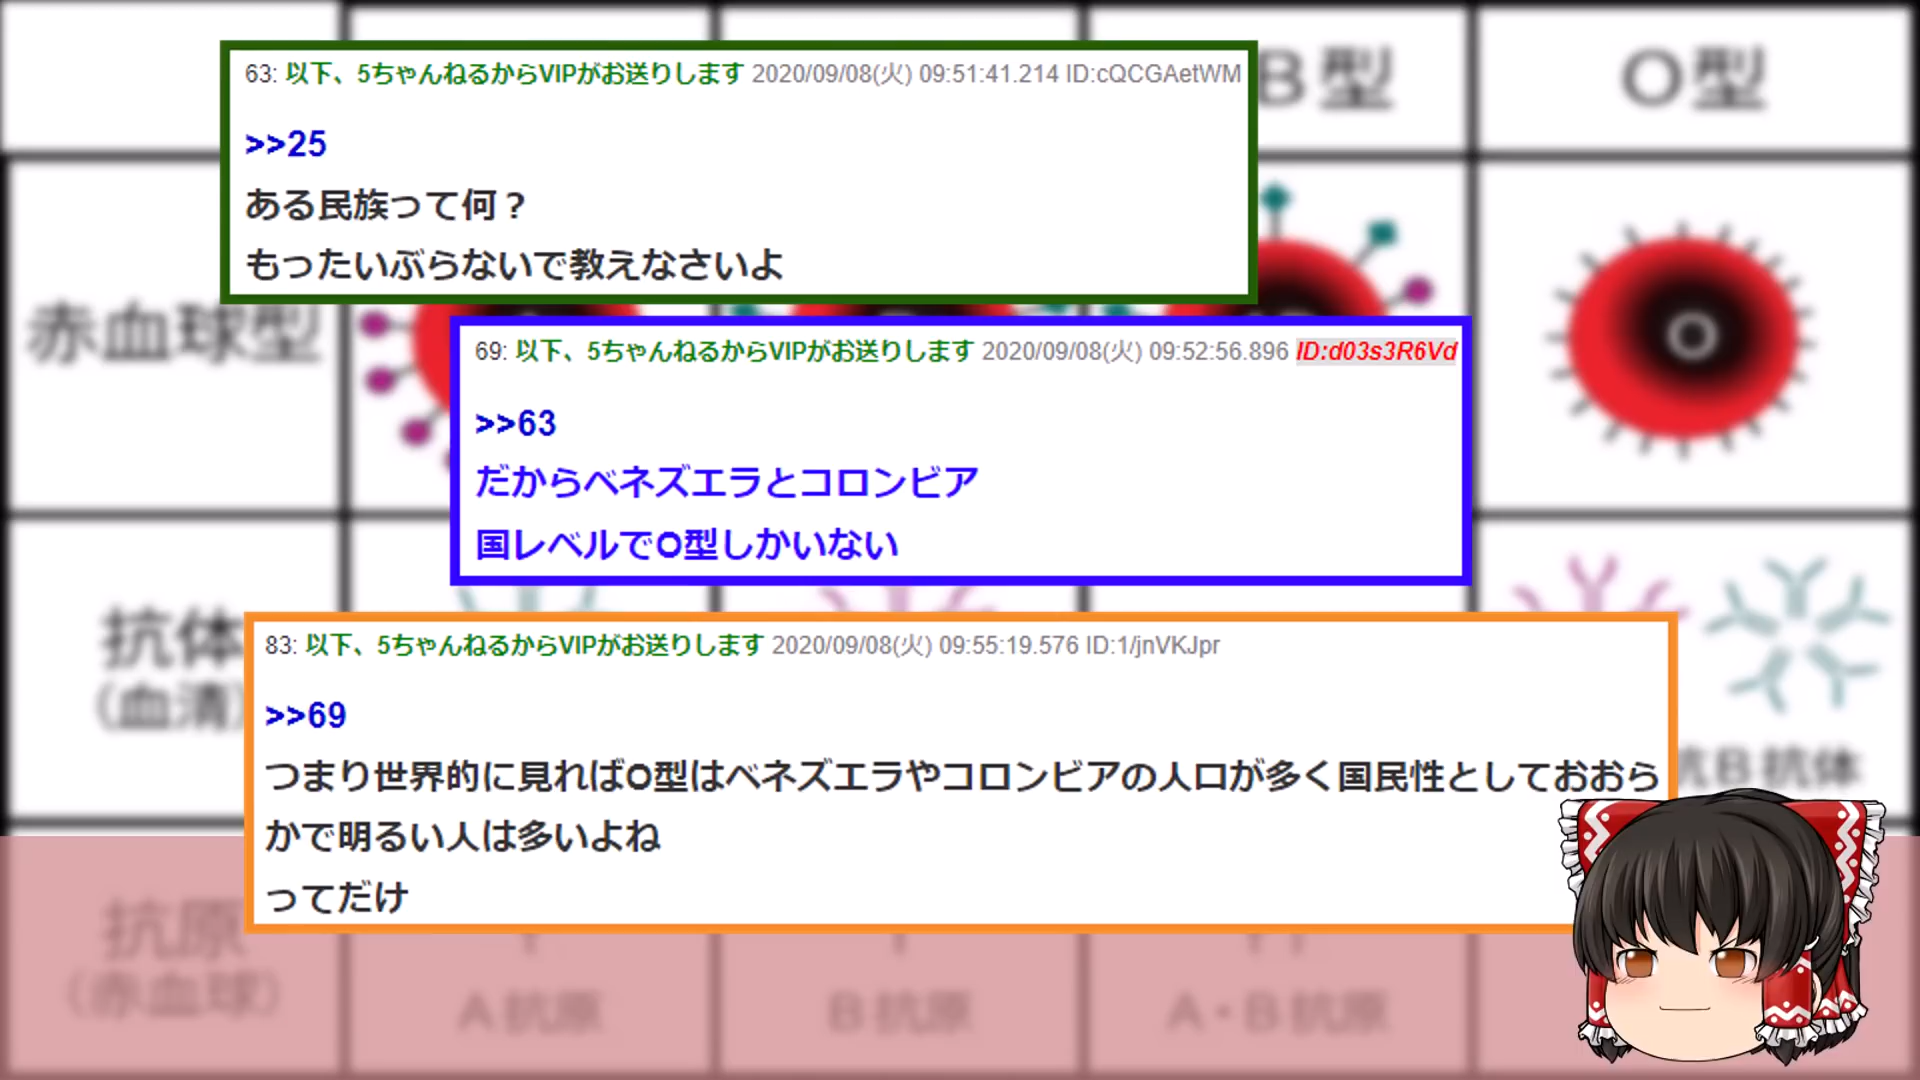 B型
O型
63: 以下、5ちゃんねるからVIPがお送りします 2020/09/08(火) 09:51:41.214 ID:cQCGAetWM
>>25
ある民族って何？
もったいぶらないで教えなさいよ
赤血球型
O
69: 以下、5ちゃんねるからVIPがお送りします 2020/09/08(火) 09:52:56.896 ID:d03s3R6Vd
>>63
だからベネズエラとコロンビア
国レベルでO型しかいない
抗体
(血清)
83: 以下、5ちゃんねるからVIPがお送りします 2020/09/08(火) 09:55:19.576 ID:1/jnVKJpr
>>69
つまり世界的に見ればO型はベネズエラやコロンビアの人口が多く国民性としておおら
かで明るい人は多いよね
ってだけ
抗B抗体
抗原
(赤血球)
A抗原
B抗原
A・B抗原